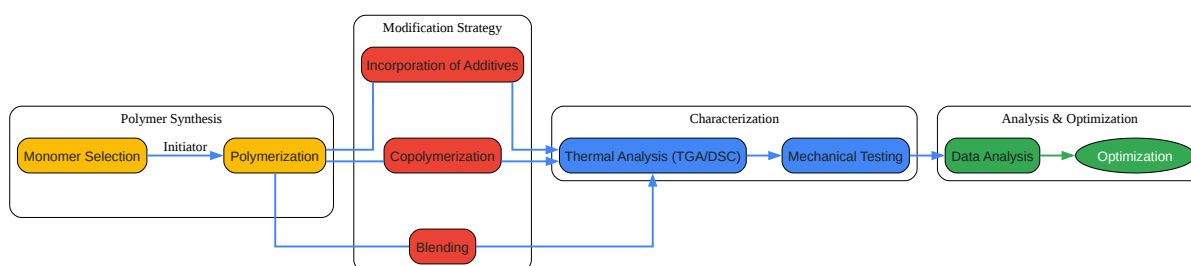 Modification Strategy
Incorporation of Additives
Polymer Synthesis
Monomer Selection
Initiator
Polymerization
Copolymerization
Blending
Characterization
Thermal Analysis (TGA/DSC)
Mechanical Testing
Analysis & Optimization
Data Analysis
Optimization